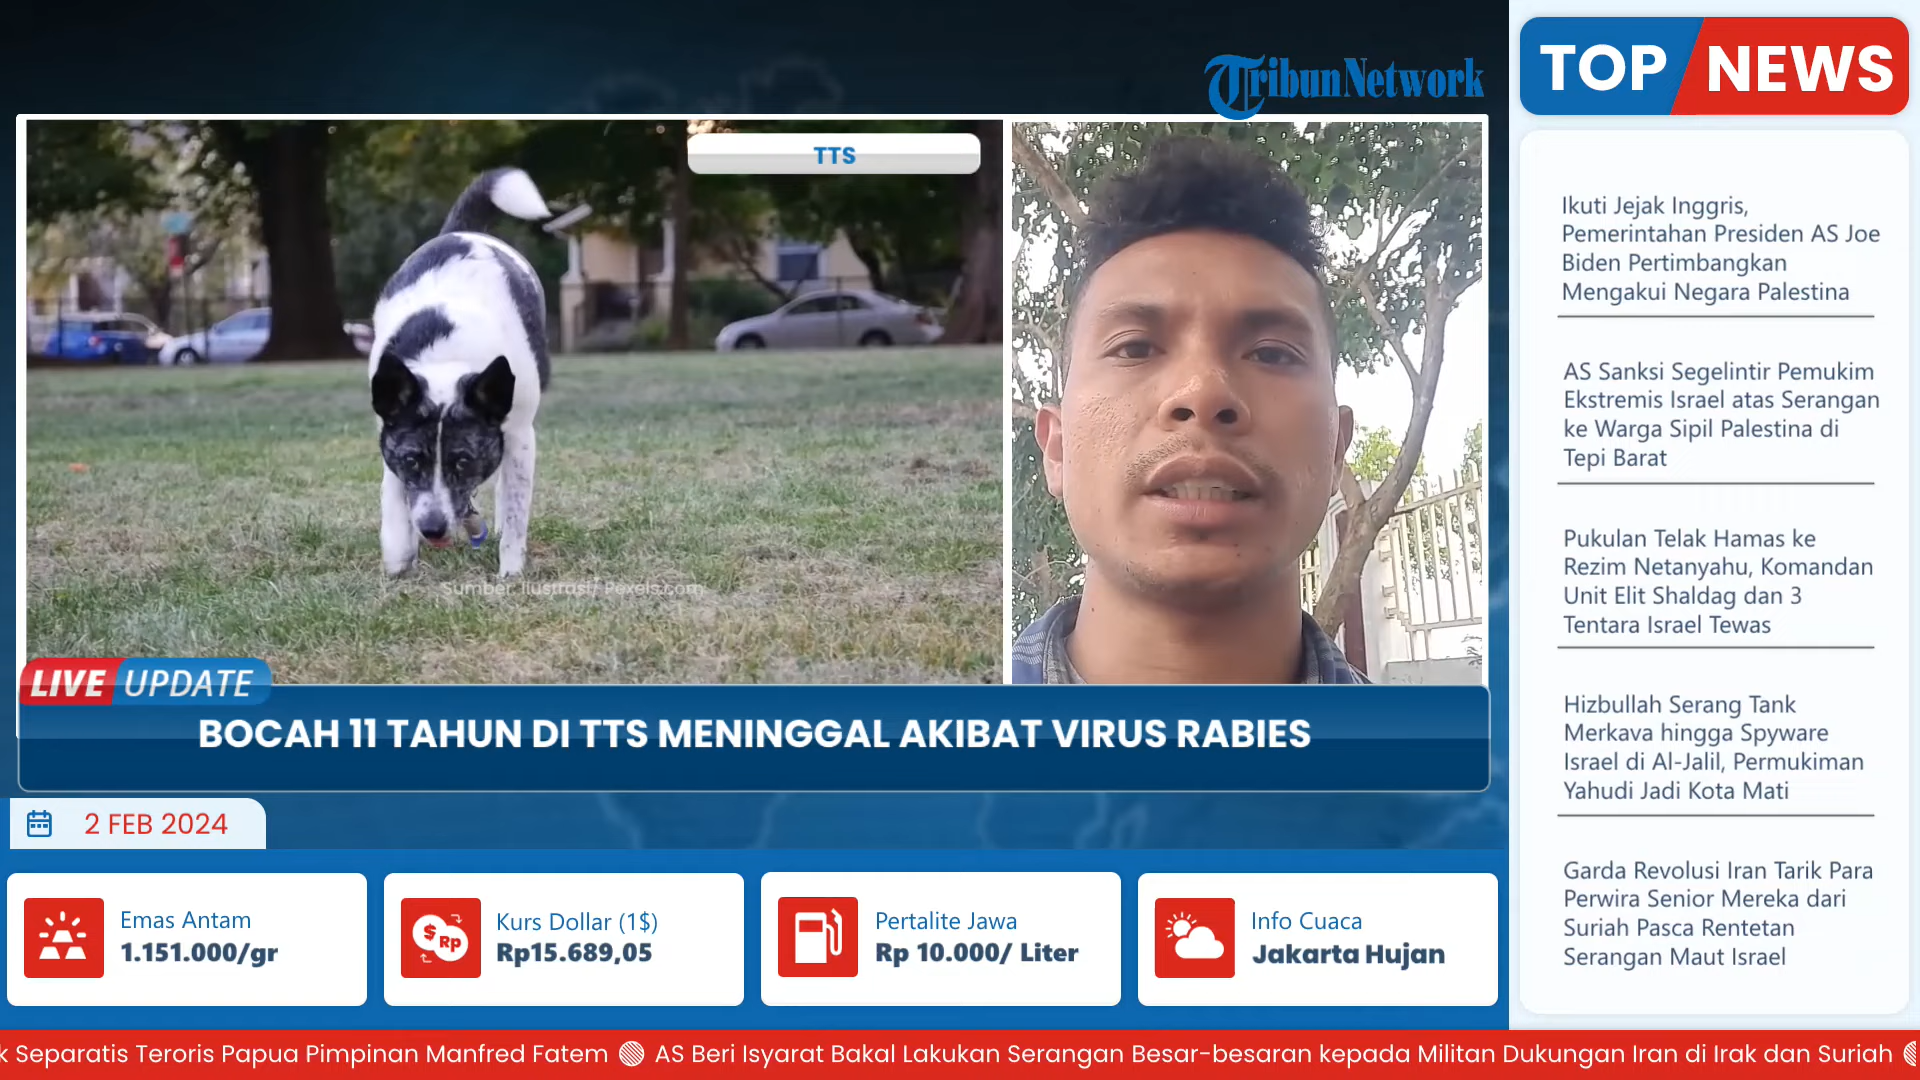 TribunNetwork
TTS
Sumber: Ilustrasi/ Pexels.com
LIVE UPDATE
BOCAH 11 TAHUN DI TTS MENINGGAL AKIBAT VIRUS RABIES
2 FEB 2024
Emas Antam
1.151.000/gr
Kurs Dollar (1$)
Rp15.689,05
Pertalite Jawa
Rp 10.000/ Liter
Info Cuaca
Jakarta Hujan
TOP NEWS
Ikuti Jejak Inggris,
Pemerintahan Presiden AS Joe
Biden Pertimbangkan
Mengakui Negara Palestina
AS Sanksi Segelintir Pemukim
Ekstremis Israel atas Serangan
ke Warga Sipil Palestina di
Tepi Barat
Pukulan Telak Hamas ke
Rezim Netanyahu, Komandan
Unit Elit Shaldag dan 3
Tentara Israel Tewas
Hizbullah Serang Tank
Merkava hingga Spyware
Israel di Al-Jalil, Permukiman
Yahudi Jadi Kota Mati
Garda Revolusi Iran Tarik Para
Perwira Senior Mereka dari
Suriah Pasca Rentetan
Serangan Maut Israel
k Separatis Teroris Papua Pimpinan Manfred Fatem AS Beri Isyarat Bakal Lakukan Serangan Besar-besaran kepada Militan Dukungan Iran di Irak dan Suriah